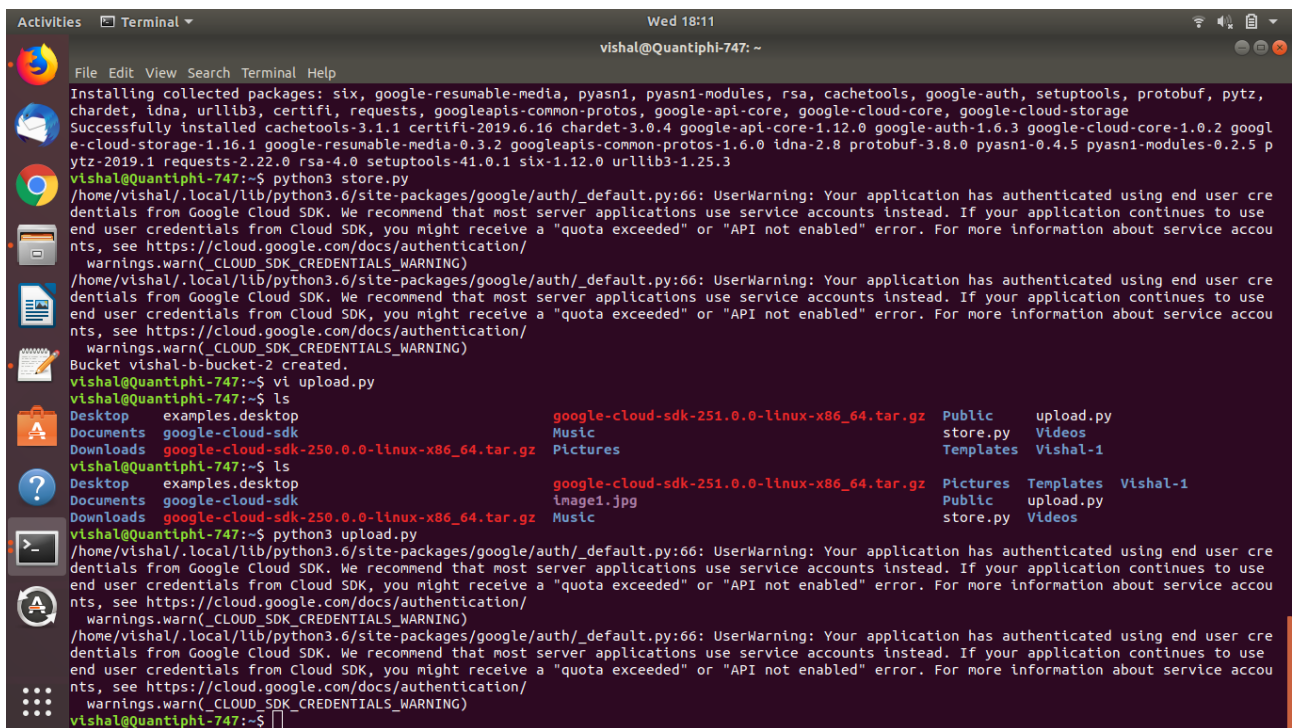 Activities Terminal Wed 18:11
vishal@Quantiphi-747: ~
File Edit View Search Terminal Help
Installing collected packages: six, google-resumable-media, pyasn1, pyasn1-modules, rsa, cachetools, google-auth, setuptools, protobuf, pytz,
chardet, idna, urllib3, certifi, requests, googleapis-common-protos, google-api-core, google-cloud-core, google-cloud-storage
Successfully installed cachetools-3.1.1 certifi-2019.6.16 chardet-3.0.4 google-api-core-1.12.0 google-auth-1.6.3 google-cloud-core-1.0.2 googl
e-cloud-storage-1.16.1 google-resumable-media-0.3.2 googleapis-common-protos-1.6.0 idna-2.8 protobuf-3.8.0 pyasn1-0.4.5 pyasn1-modules-0.2.5 p
ytz-2019.1 requests-2.22.0 rsa-4.0 setuptools-41.0.1 six-1.12.0 urllib3-1.25.3
vishal@Quantiphi-747:~$ python3 store.py
/home/vishal/.local/lib/python3.6/site-packages/google/auth/_default.py:66: UserWarning: Your application has authenticated using end user cre
dentials from Google Cloud SDK. We recommend that most server applications use service accounts instead. If your application continues to use
end user credentials from Cloud SDK, you might receive a "quota exceeded" or "API not enabled" error. For more information about service accou
nts, see https://cloud.google.com/docs/authentication/
  warnings.warn(_CLOUD_SDK_CREDENTIALS_WARNING)
/home/vishal/.local/lib/python3.6/site-packages/google/auth/_default.py:66: UserWarning: Your application has authenticated using end user cre
dentials from Google Cloud SDK. We recommend that most server applications use service accounts instead. If your application continues to use
end user credentials from Cloud SDK, you might receive a "quota exceeded" or "API not enabled" error. For more information about service accou
nts, see https://cloud.google.com/docs/authentication/
  warnings.warn(_CLOUD_SDK_CREDENTIALS_WARNING)
Bucket vishal-b-bucket-2 created.
vishal@Quantiphi-747:~$ vi upload.py
vishal@Quantiphi-747:~$ ls
Desktop examples.desktop google-cloud-sdk-251.0.0-linux-x86_64.tar.gz Public upload.py
Documents google-cloud-sdk Music store.py Videos
Downloads google-cloud-sdk-250.0.0-linux-x86_64.tar.gz Pictures Templates Vishal-1
vishal@Quantiphi-747:~$ ls
Desktop examples.desktop google-cloud-sdk-251.0.0-linux-x86_64.tar.gz Pictures Templates Vishal-1
Documents google-cloud-sdk image1.jpg Public upload.py
Downloads google-cloud-sdk-250.0.0-linux-x86_64.tar.gz Music store.py Videos
vishal@Quantiphi-747:~$ python3 upload.py
/home/vishal/.local/lib/python3.6/site-packages/google/auth/_default.py:66: UserWarning: Your application has authenticated using end user cre
dentials from Google Cloud SDK. We recommend that most server applications use service accounts instead. If your application continues to use
end user credentials from Cloud SDK, you might receive a "quota exceeded" or "API not enabled" error. For more information about service accou
nts, see https://cloud.google.com/docs/authentication/
  warnings.warn(_CLOUD_SDK_CREDENTIALS_WARNING)
/home/vishal/.local/lib/python3.6/site-packages/google/auth/_default.py:66: UserWarning: Your application has authenticated using end user cre
dentials from Google Cloud SDK. We recommend that most server applications use service accounts instead. If your application continues to use
end user credentials from Cloud SDK, you might receive a "quota exceeded" or "API not enabled" error. For more information about service accou
nts, see https://cloud.google.com/docs/authentication/
  warnings.warn(_CLOUD_SDK_CREDENTIALS_WARNING)
vishal@Quantiphi-747:~$